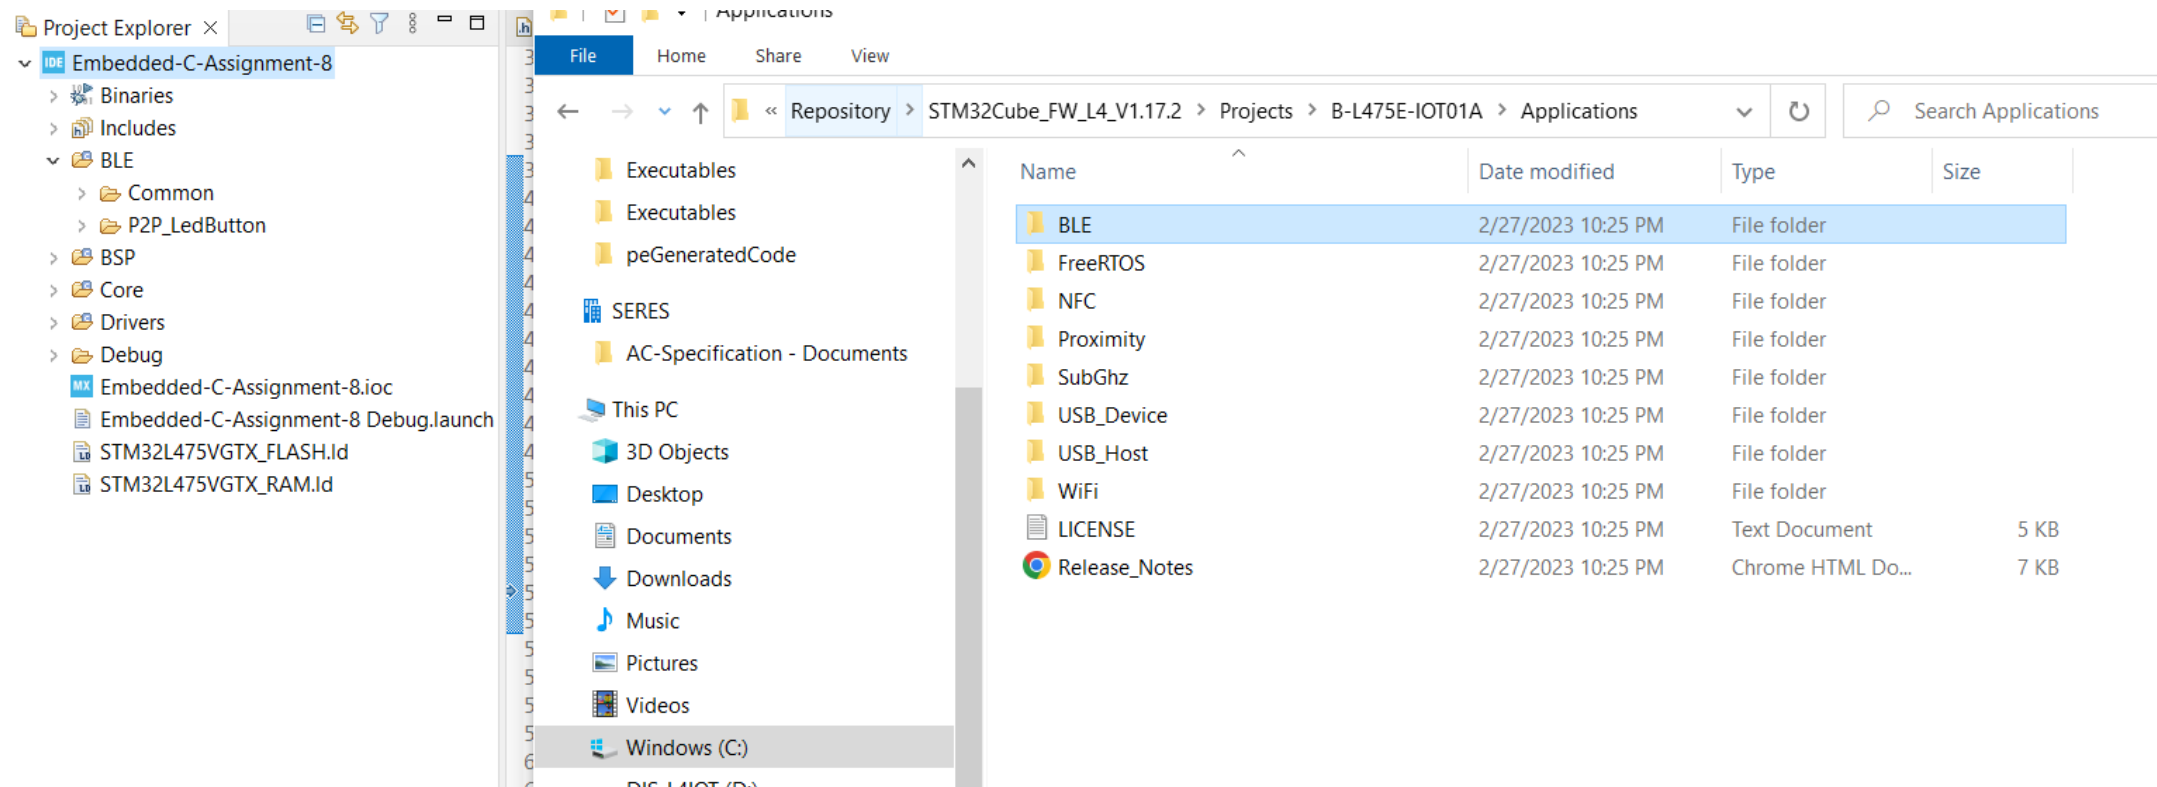 Project Explorer
Embedded-C-Assignment-8
Binaries
Includes
BLE
Common
P2P_LedButton
BSP
Core
Drivers
Debug
Embedded-C-Assignment-8.ioc
Embedded-C-Assignment-8 Debug.launch
STM32L475VGTX_FLASH.ld
STM32L475VGTX_RAM.ld
Applications
File Home Share View
« Repository > STM32Cube_FW_L4_V1.17.2 > Projects > B-L475E-IOT01A > Applications
Search Applications
Executables
Executables
peGeneratedCode
SERES
AC-Specification - Documents
This PC
3D Objects
Desktop
Documents
Downloads
Music
Pictures
Videos
Windows (C:)
DIS_L4IOT (D:)
Name Date modified Type Size
BLE 2/27/2023 10:25 PM File folder
FreeRTOS 2/27/2023 10:25 PM File folder
NFC 2/27/2023 10:25 PM File folder
Proximity 2/27/2023 10:25 PM File folder
SubGhz 2/27/2023 10:25 PM File folder
USB_Device 2/27/2023 10:25 PM File folder
USB_Host 2/27/2023 10:25 PM File folder
WiFi 2/27/2023 10:25 PM File folder
LICENSE 2/27/2023 10:25 PM Text Document 5 KB
Release_Notes 2/27/2023 10:25 PM Chrome HTML Do... 7 KB